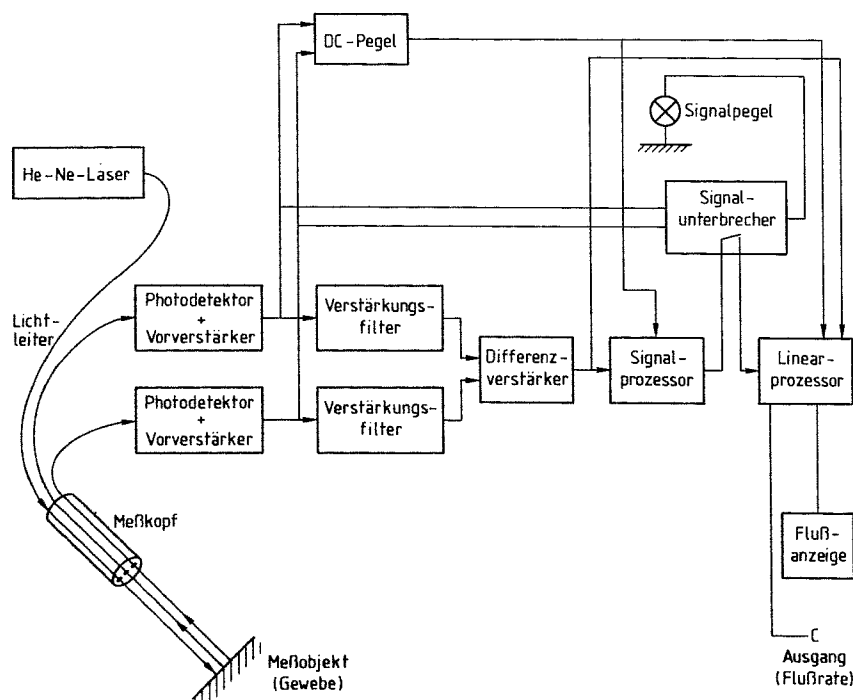 DC-Pegel
Signalpegel
He-Ne-Laser
Signal-
unterbrecher
Licht-
leiter
Photodetektor
+
Vorverstärker
Verstärkungs-
filter
Differenz-
verstärker
Signal-
prozessor
Linear-
prozessor
Photodetektor
+
Vorverstärker
Verstärkungs-
filter
Meßkopf
Fluß-
anzeige
Meßobjekt
(Gewebe)
C
Ausgang
(Flußrate)